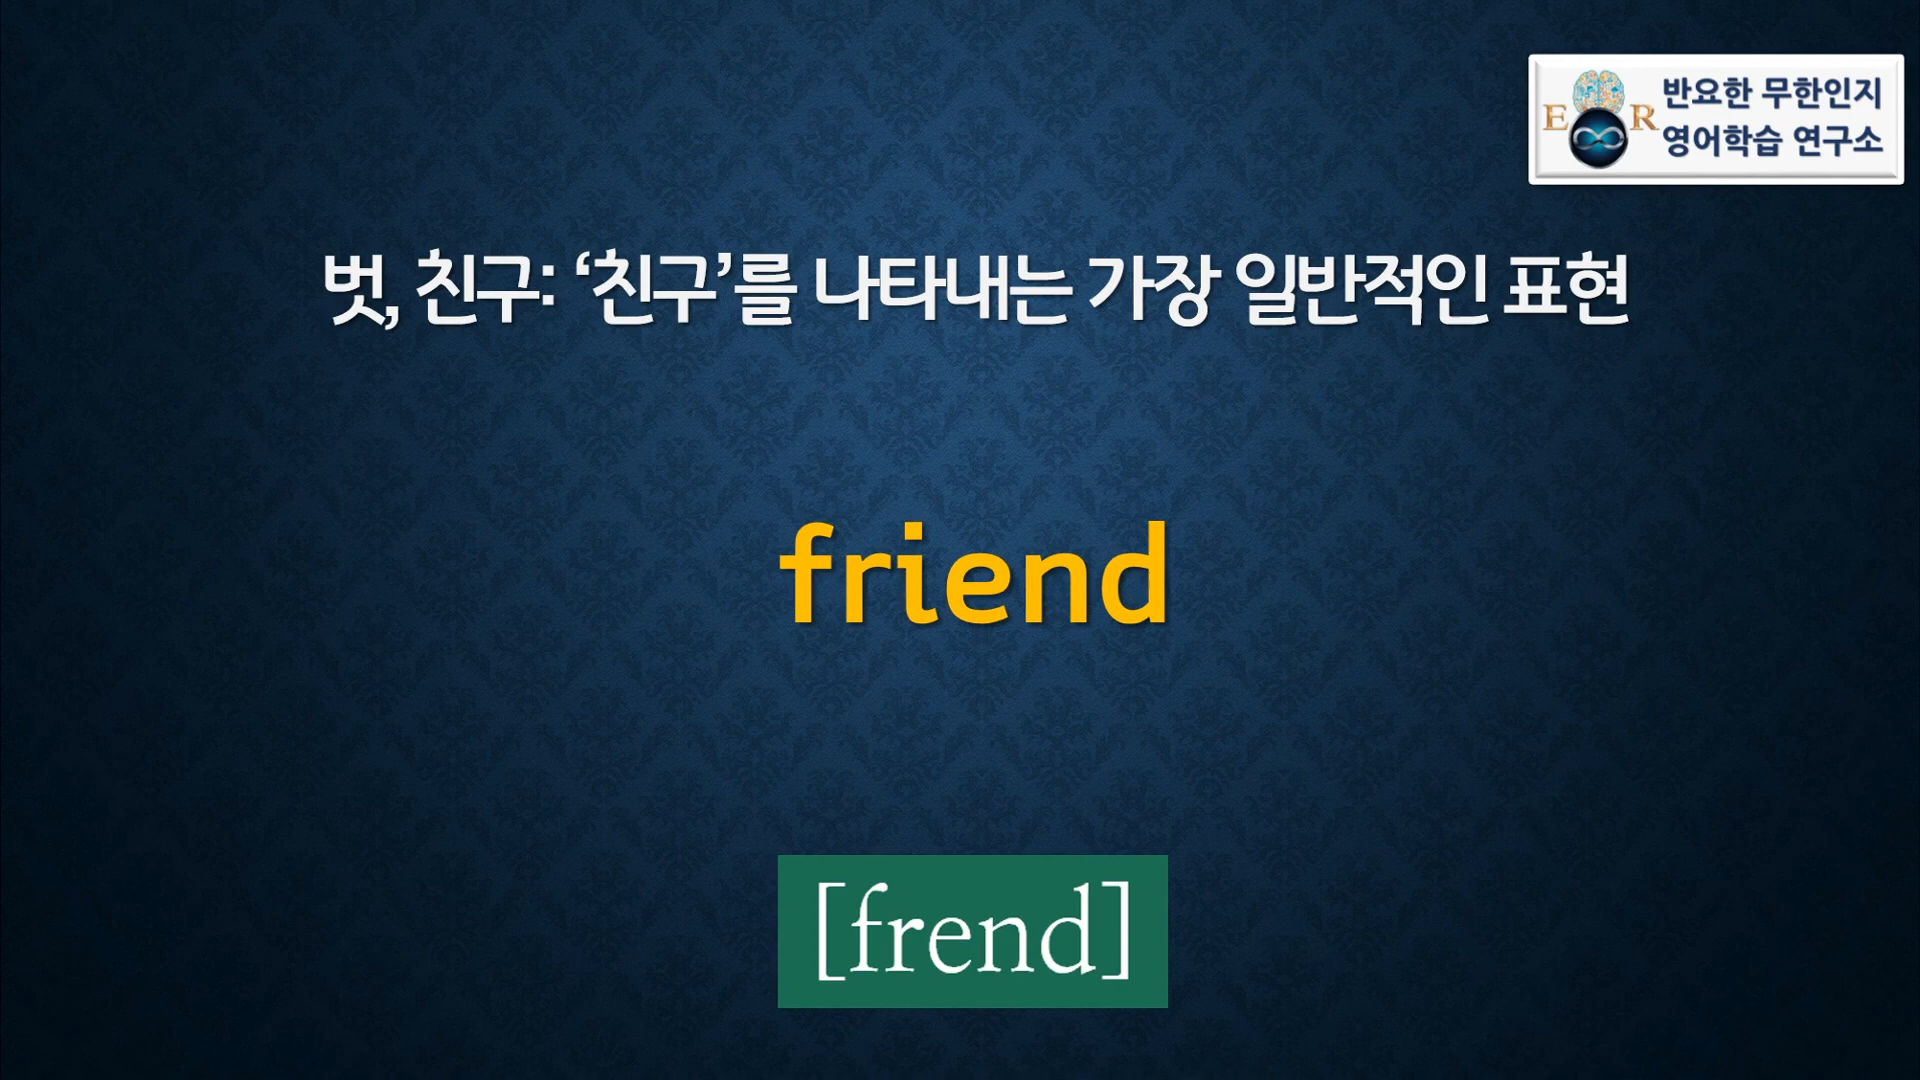 E R 반요한 무한인지
영어학습 연구소
벗, 친구: ‘친구’를 나타내는 가장 일반적인 표현
friend
[frend]